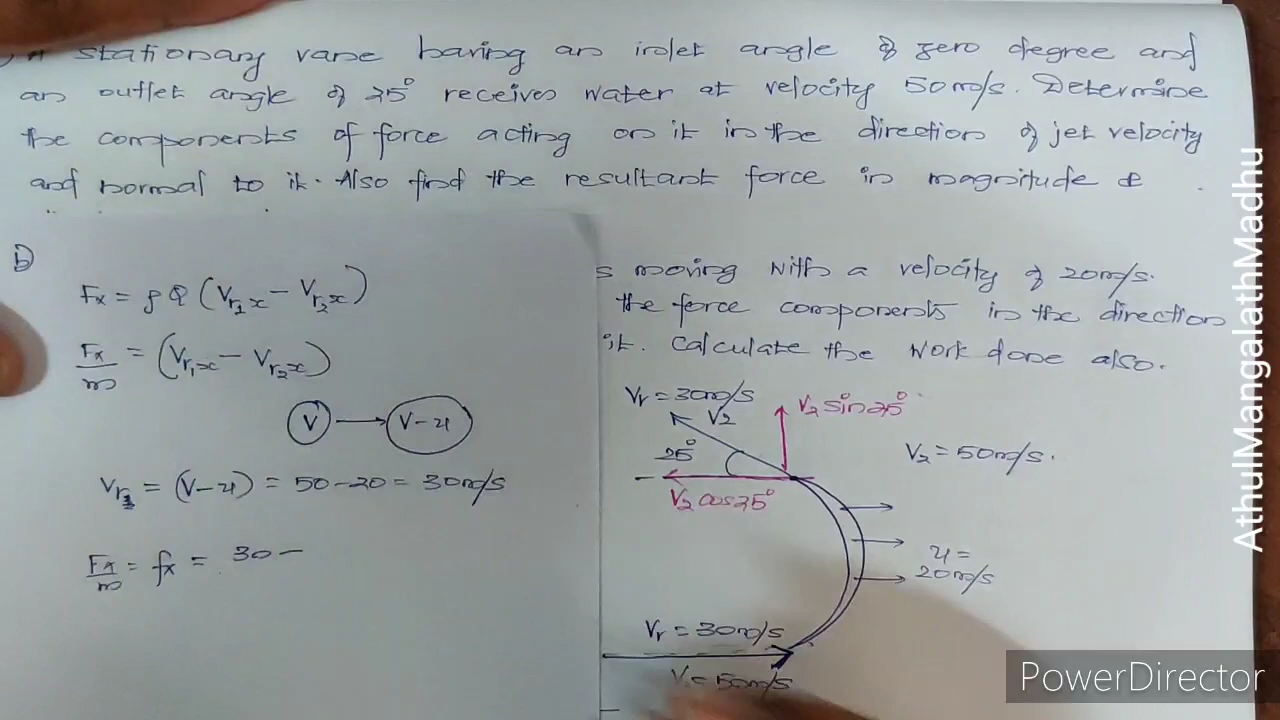 A stationary vane having an inlet angle of zero degree and
an outlet angle of 25° receives water at velocity 50m/s. Determine
the components of force acting on it in the direction of jet velocity
and normal to it. Also find the resultant force in magnitude &
s moving with a velocity of 20m/s.
the force components in the direction
it. Calculate the work done also.
1)
Fx = ρQ (Vr1x - Vr2x)
Fx/m = (Vr1x - Vr2x)
V → V-u
Vr1 = (V-u) = 50-20 = 30m/s
Fx/m = fx = 30 -
Vr = 30m/s
V2
V2 sin25°
25°
V2 cos25°
V2 = 50m/s.
u =
20m/s
Vr = 30m/s
V = 50m/s
AthulMangalathMadhu
PowerDirector